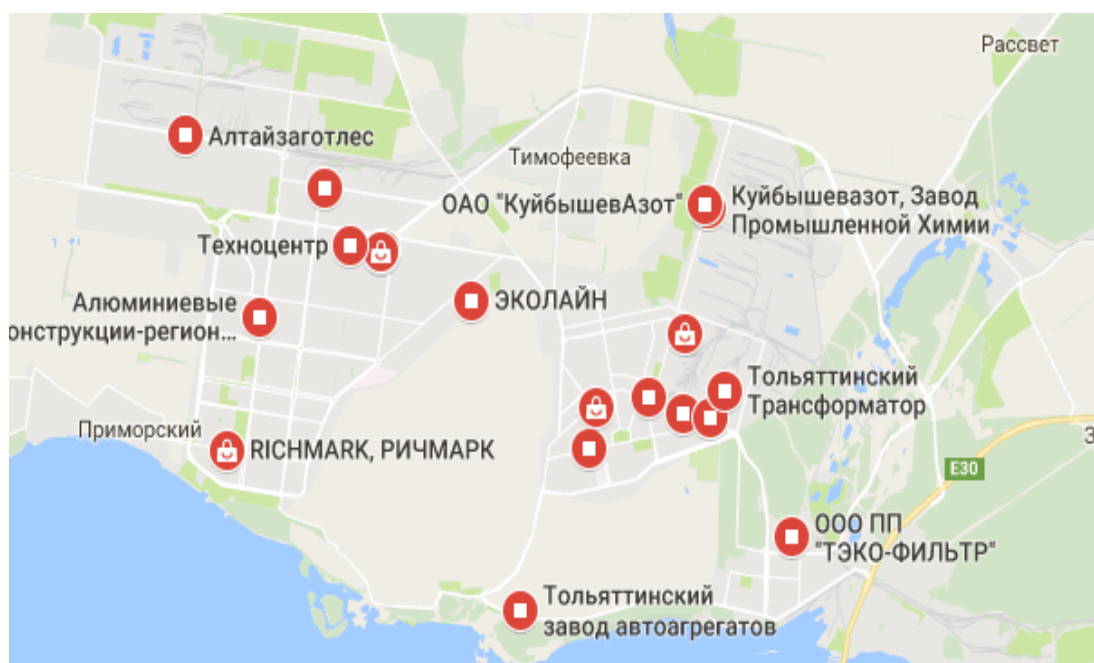 Рассвет
Алтайзаготлес
Тимофеевка
ОАО "КуйбышевАзот"
Куйбышевазот, Завод
Промышленной Химии
Техноцентр
Алюминиевые
онструкции-регион...
ЭКОЛАЙН
Тольяттинский
Трансформатор
Приморский
RICHMARK, РИЧМАРК
З
E30
ООО ПП
"ТЭКО-ФИЛЬТР"
Тольяттинский
завод автоагрегатов